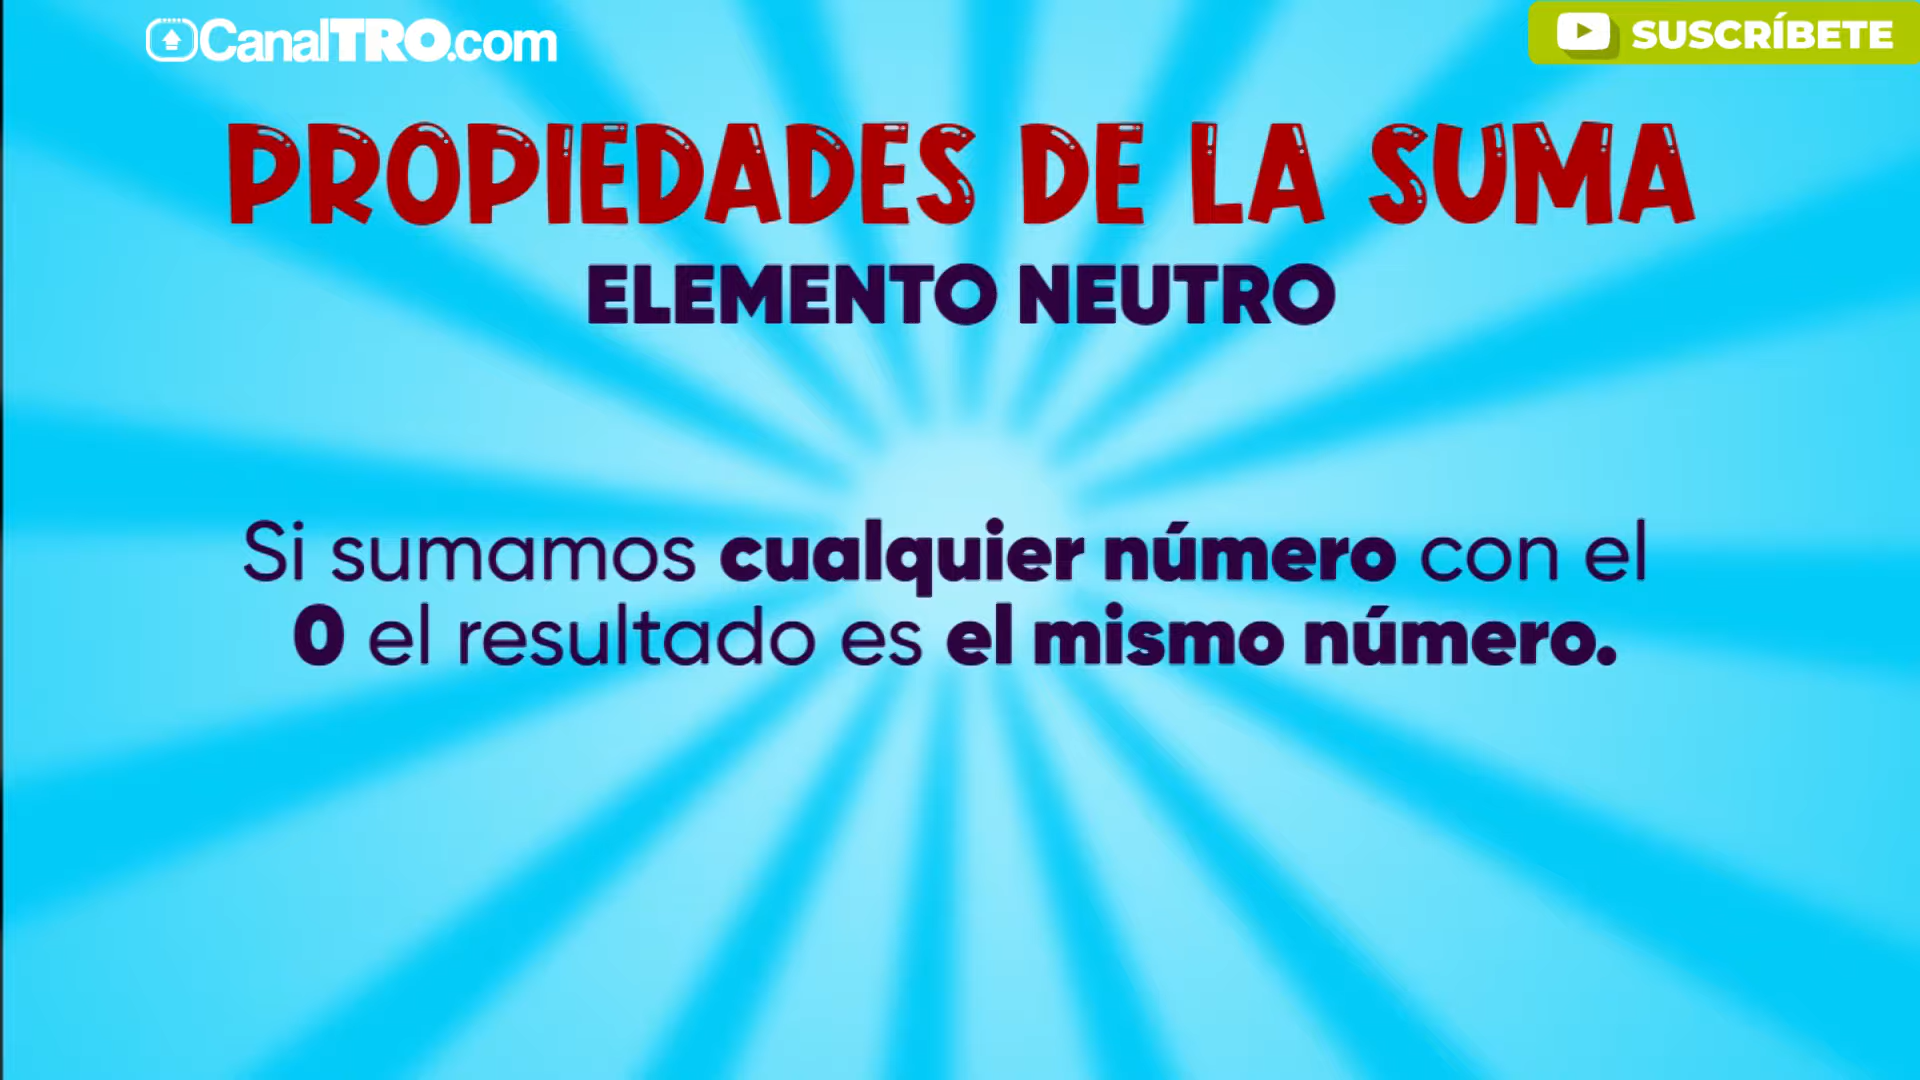 CanalTRO.com
SUSCRÍBETE
PROPIEDADES DE LA SUMA
ELEMENTO NEUTRO
Si sumamos cualquier número con el
0 el resultado es el mismo número.